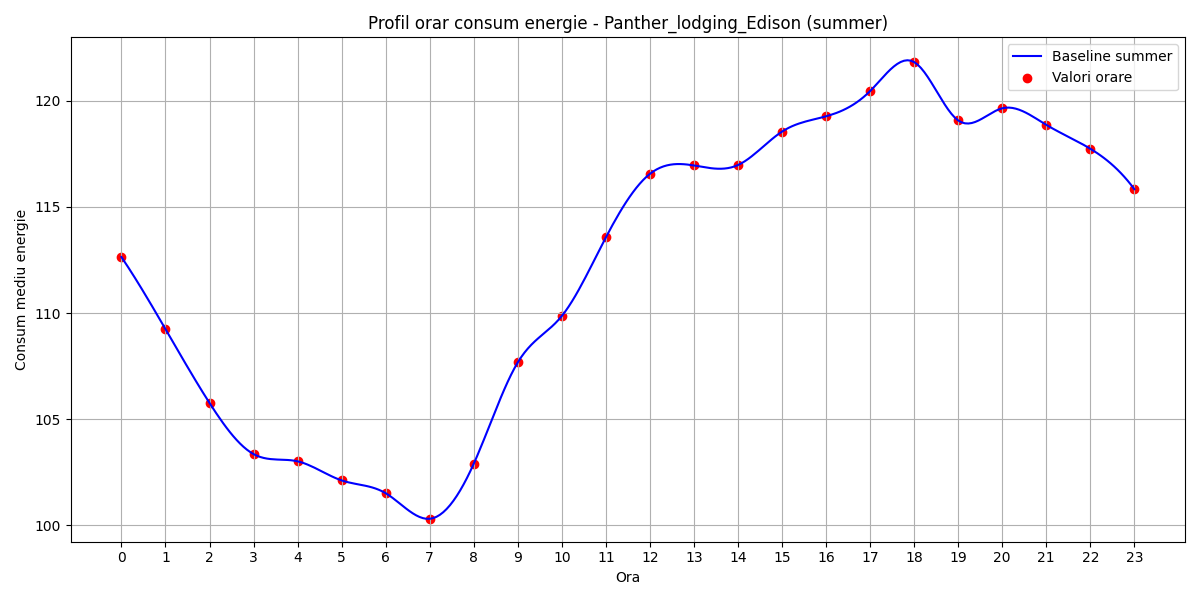 Profil orar consum energie - Panther_lodging_Edison (summer)
Baseline summer
Valori orare
Consum mediu energie
120
115
110
105
100
0 1 2 3 4 5 6 7 8 9 10 11 12 13 14 15 16 17 18 19 20 21 22 23
Ora